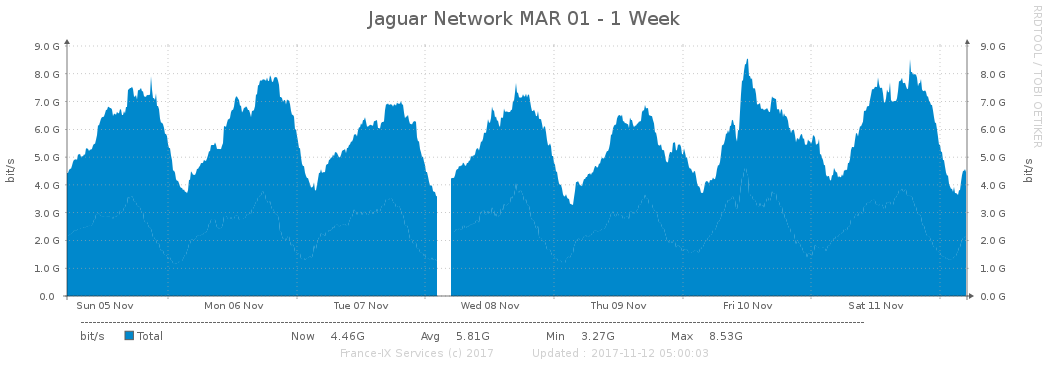 Jaguar Network MAR 01 - 1 Week
RRDTOOL / TOBI OETIKER
9.0 G 9.0 G
8.0 G 8.0 G
7.0 G 7.0 G
6.0 G 6.0 G
5.0 G 5.0 G
4.0 G 4.0 G
3.0 G 3.0 G
2.0 G 2.0 G
1.0 G 1.0 G
0.0 0.0 G
bit/s
bit/s
Sun 05 Nov Mon 06 Nov Tue 07 Nov Wed 08 Nov Thu 09 Nov Fri 10 Nov Sat 11 Nov
bit/s Total Now 4.46G Avg 5.81G Min 3.27G Max 8.53G
France-IX Services (c) 2017 Updated : 2017-11-12 05:00:03